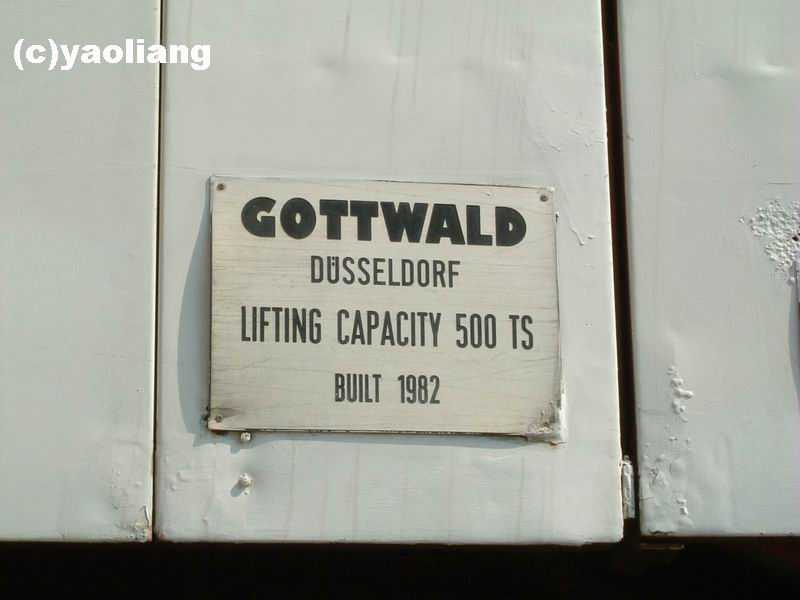 (c)yaoliang
GOTTWALD
DÜSSELDORF
LIFTING CAPACITY 500 TS
BUILT 1982